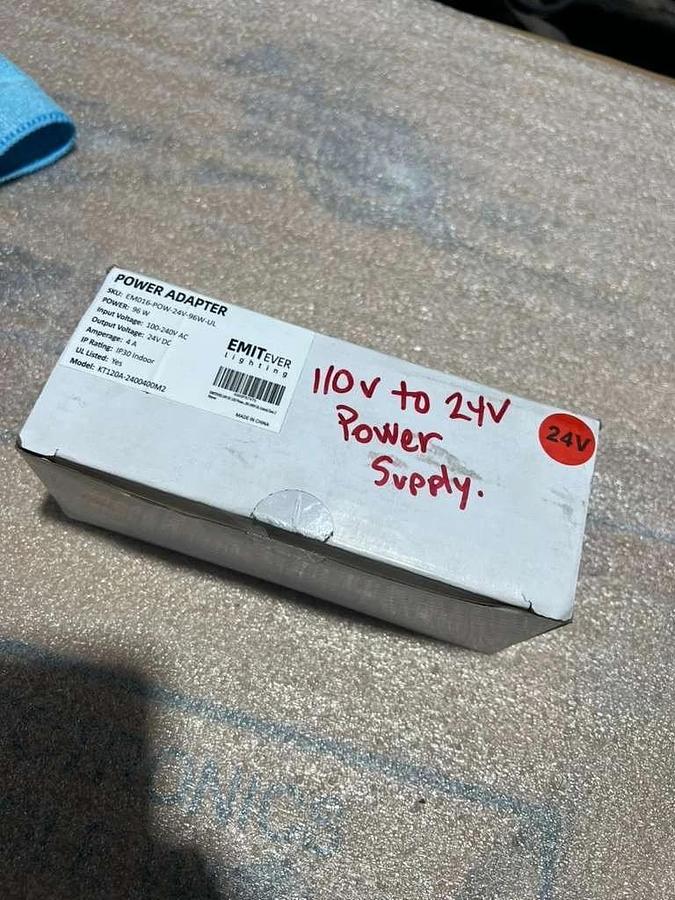 POWER ADAPTER
SKU: EM016-POW-24V-96W-UL
POWER: 96 W
Input Voltage: 100-240V AC
Output Voltage: 24V DC
Amperage: 4 A
IP Rating: IP30 Indoor
UL Listed: Yes
Model: KT120A-2400400M2
EMITEVER
lighting
MADE IN CHINA
110v to 24V
Power
Supply.
24V
ONICS